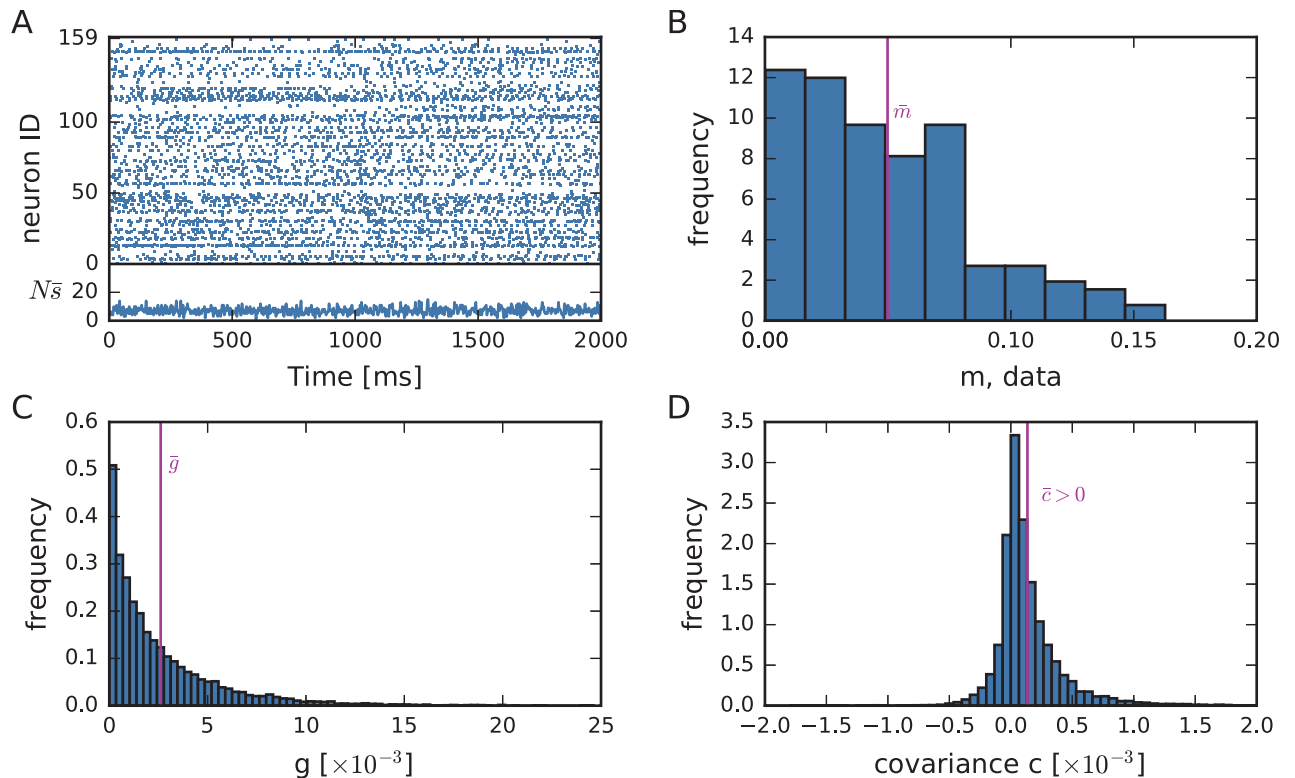 A
159
100
50
0
neuron ID
Ns̄
20
0
0 500 1000 1500 2000
Time [ms]
B
14
12
10
8
6
4
2
0
frequency
m̄
0.00 0.00 0.10 0.15 0.20
m, data
C
0.6
0.5
0.4
0.3
0.2
0.1
0.0
frequency
ḡ
0 5 10 15 20 25
g [×10⁻³]
D
3.5
3.0
2.5
2.0
1.5
1.0
0.5
0.0
frequency
c̄ > 0
−2.0 −1.5 −1.0 −0.5 0.0 0.5 1.0 1.5 2.0
covariance c [×10⁻³]